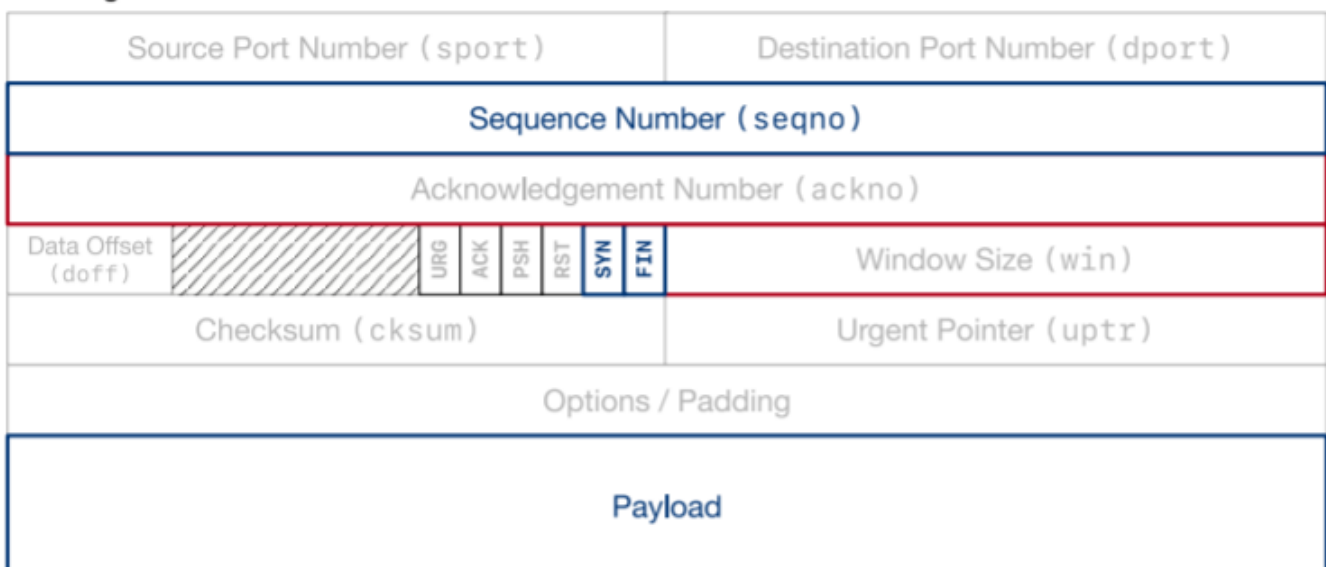 Source Port Number (sport)
Destination Port Number (dport)
Sequence Number (seqno)
Acknowledgement Number (ackno)
Data Offset
(doff)
URG
ACK
PSH
RST
SYN
FIN
Window Size (win)
Checksum (cksum)
Urgent Pointer (uptr)
Options / Padding
Payload